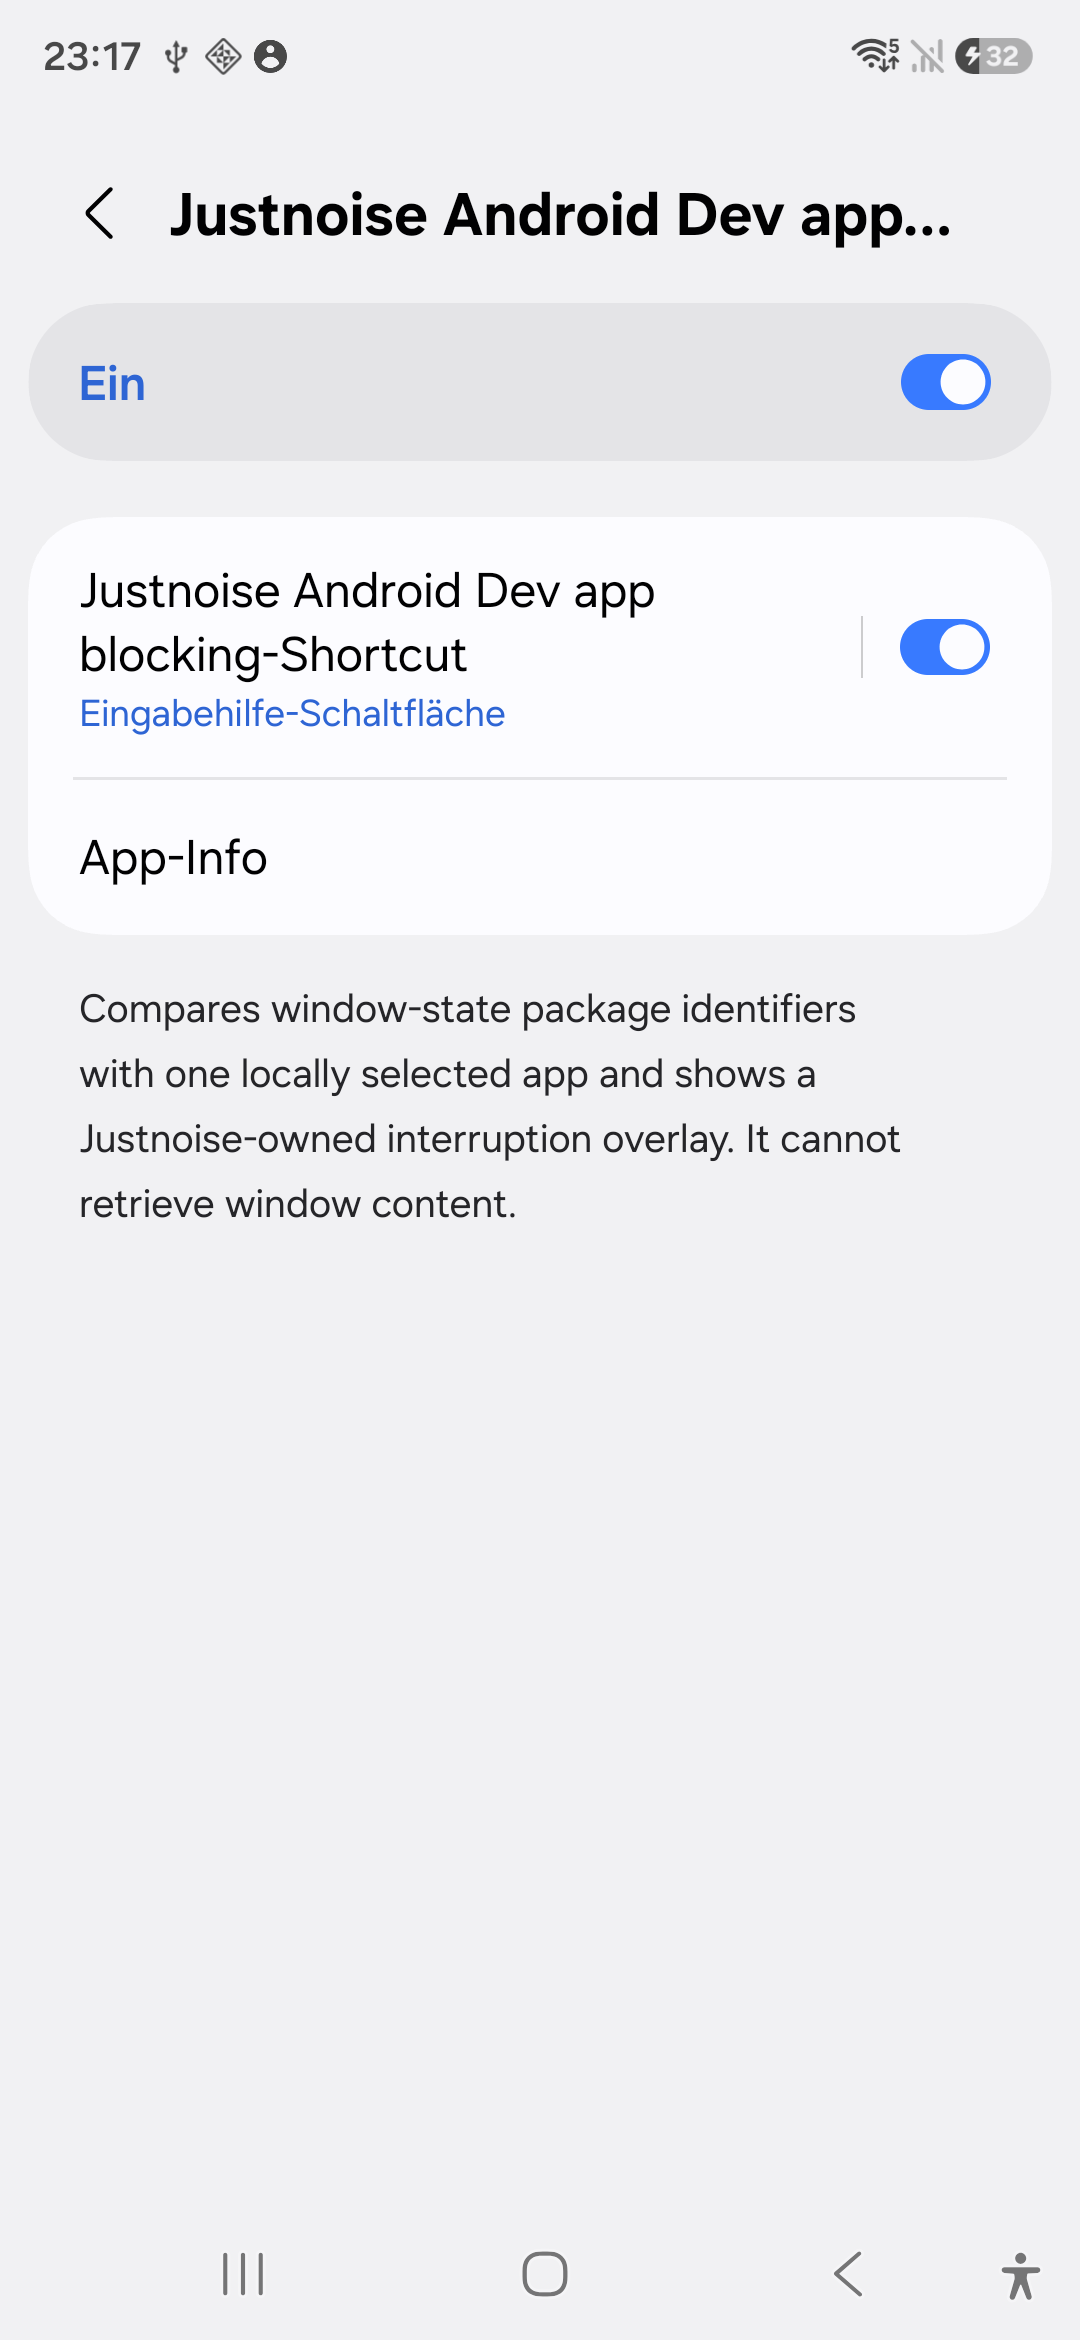 23:17
5
32
Justnoise Android Dev app...
Ein
Justnoise Android Dev app
blocking-Shortcut
Eingabehilfe-Schaltfläche
App-Info
Compares window-state package identifiers
with one locally selected app and shows a
Justnoise-owned interruption overlay. It cannot
retrieve window content.